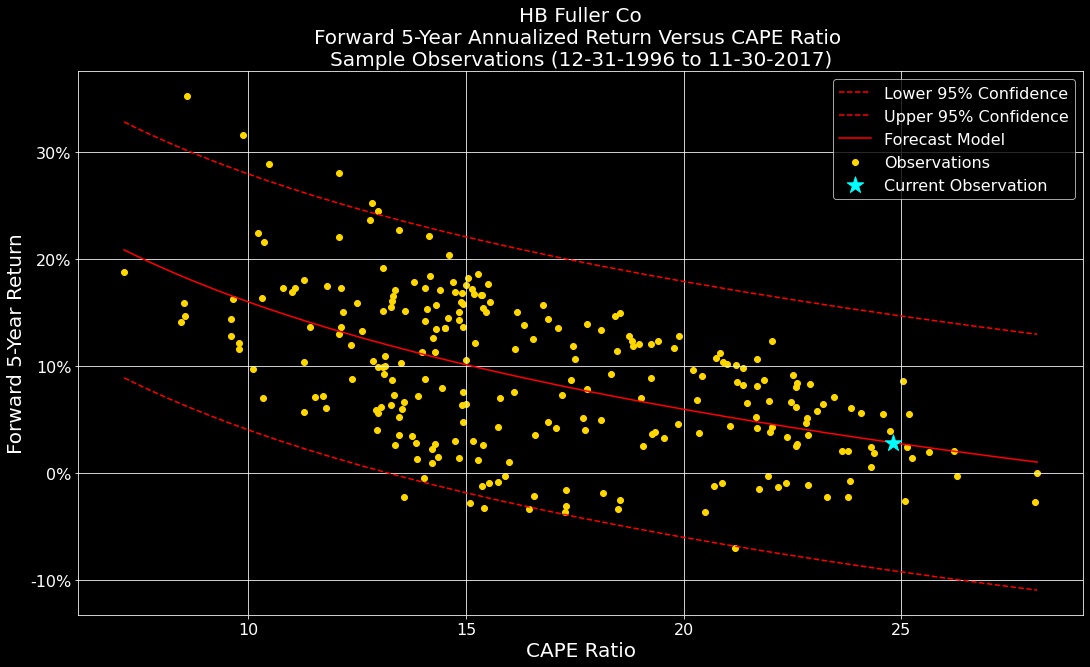 HB Fuller Co
Forward 5-Year Annualized Return Versus CAPE Ratio
Sample Observations (12-31-1996 to 11-30-2017)
Lower 95% Confidence
Upper 95% Confidence
Forecast Model
Observations
Current Observation
Forward 5-Year Return
30%
20%
10%
0%
-10%
10
15
20
25
CAPE Ratio